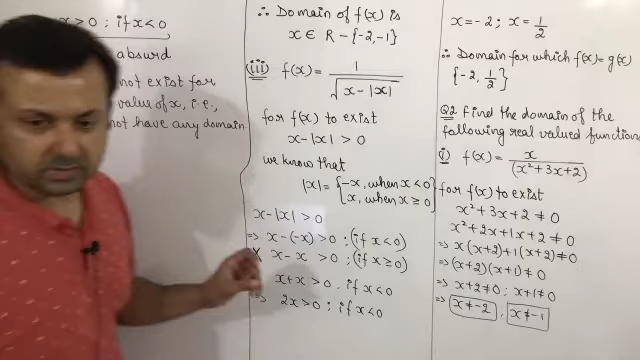 x > 0 ; if x < 0
absurd
not exist for
value of x, i.e.,
not have any domain
∴ Domain of f(x) is
x ∈ R - {-2, -1}
(iii) f(x) = 1/√(x - |x|)
for f(x) to exist
x - |x| > 0
we know that
|x| = {-x, when x < 0
x, when x ≥ 0}
x - |x| > 0
⇒ x - (-x) > 0 ; (if x < 0)
x - x > 0 ; (if x ≥ 0)
x + x > 0 . if x < 0
⇒ 2x > 0 ; if x < 0
x = -2 ; x = 1/2
∴ Domain for which f(x) = g(x)
{-2, 1/2}
Q2 Find the domain of the
following real valued function
(i) f(x) = x/(x² + 3x + 2)
for f(x) to exist
x² + 3x + 2 ≠ 0
x² + 2x + 1x + 2 ≠ 0
⇒ x(x+2) + 1(x+2) ≠ 0
⇒ (x+2)(x+1) ≠ 0
⇒ x+2 ≠ 0 ; x+1 ≠ 0
⇒ x ≠ -2 , x ≠ -1